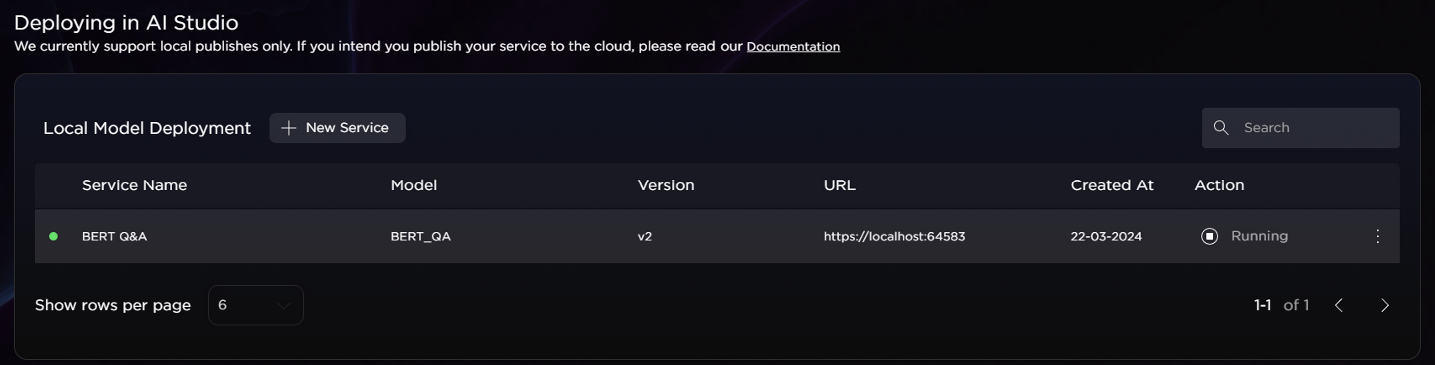 Deploying in AI Studio
We currently support local publishes only. If you intend you publish your service to the cloud, please read our Documentation
Local Model Deployment + New Service Search
Service Name Model Version URL Created At Action
BERT Q&A BERT_QA v2 https://localhost:64583 22-03-2024 Running
Show rows per page 6 1-1 of 1